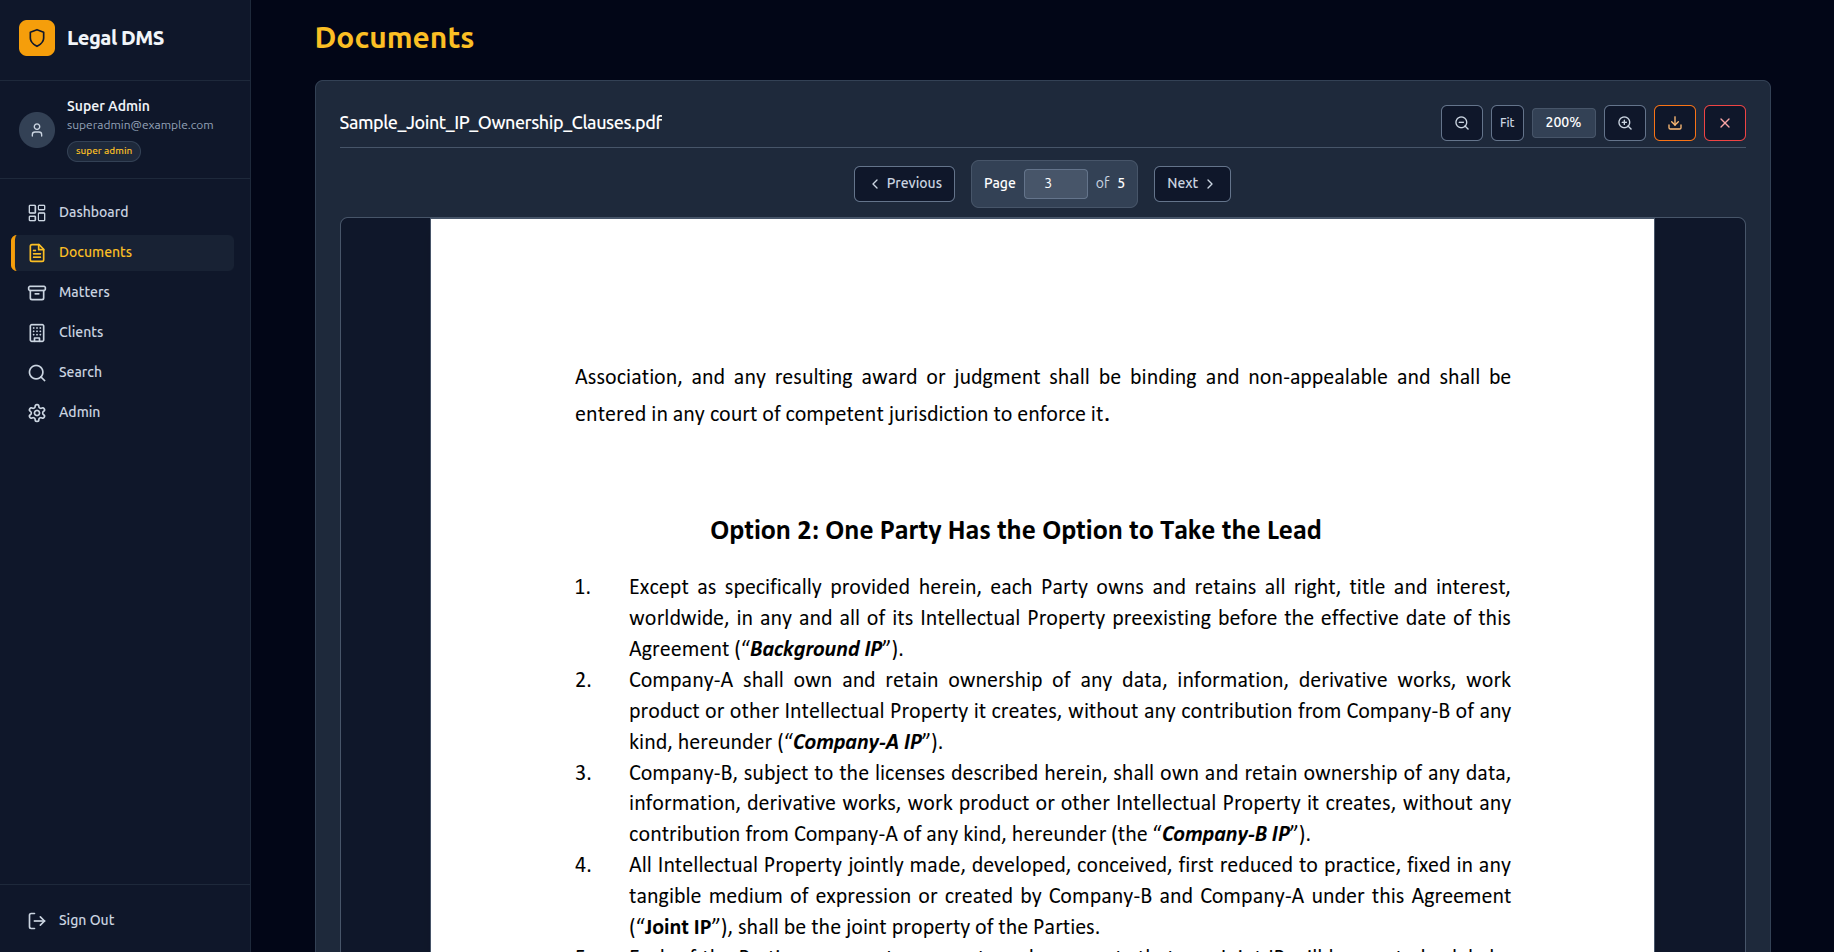 Legal DMS
Super Admin
superadmin@example.com
super admin
Dashboard
Documents
Matters
Clients
Search
Admin
Sign Out
Documents
Sample_Joint_IP_Ownership_Clauses.pdf
Fit
200%
Previous
Page 3 of 5
Next
Association, and any resulting award or judgment shall be binding and non-appealable and shall be
entered in any court of competent jurisdiction to enforce it.
Option 2: One Party Has the Option to Take the Lead
1. Except as specifically provided herein, each Party owns and retains all right, title and interest,
worldwide, in any and all of its Intellectual Property preexisting before the effective date of this
Agreement (“Background IP”).
2. Company-A shall own and retain ownership of any data, information, derivative works, work
product or other Intellectual Property it creates, without any contribution from Company-B of any
kind, hereunder (“Company-A IP”).
3. Company-B, subject to the licenses described herein, shall own and retain ownership of any data,
information, derivative works, work product or other Intellectual Property it creates, without any
contribution from Company-A of any kind, hereunder (the “Company-B IP”).
4. All Intellectual Property jointly made, developed, conceived, first reduced to practice, fixed in any
tangible medium of expression or created by Company-B and Company-A under this Agreement
(“Joint IP”), shall be the joint property of the Parties.